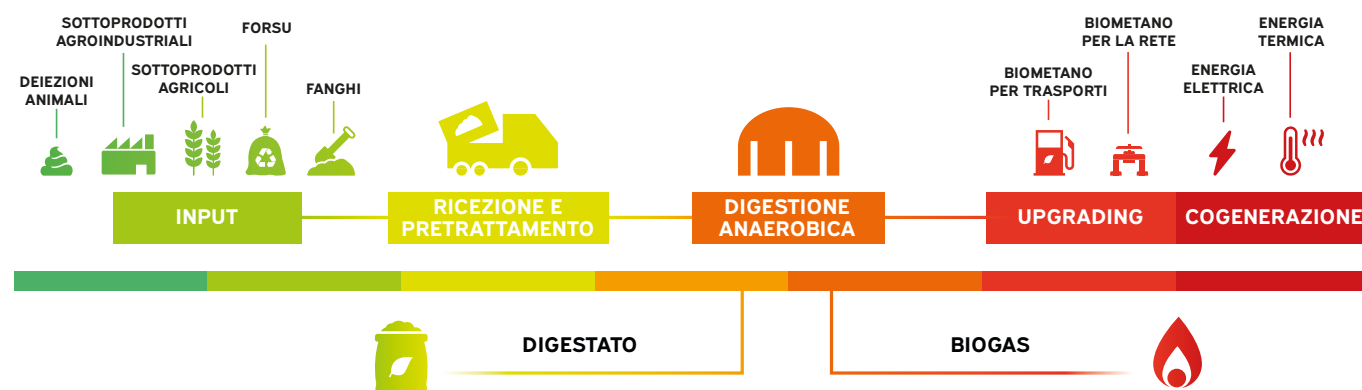 DEIEZIONI
ANIMALI
SOTTOPRODOTTI
AGROINDUSTRIALI
SOTTOPRODOTTI
AGRICOLI
FORSU
FANGHI
BIOMETANO
PER TRASPORTI
BIOMETANO
PER LA RETE
ENERGIA
ELETTRICA
ENERGIA
TERMICA
INPUT
RICEZIONE E
PRETRATTAMENTO
DIGESTIONE
ANAEROBICA
UPGRADING
COGENERAZIONE
DIGESTATO
BIOGAS